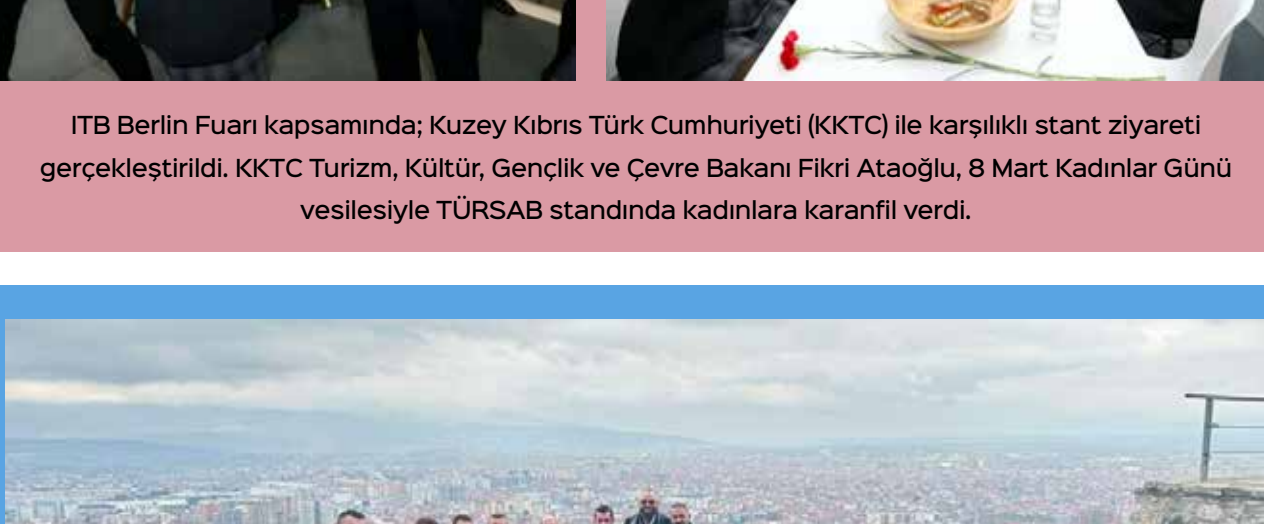 ITB Berlin Fuarı kapsamında; Kuzey Kıbrıs Türk Cumhuriyeti (KKTC) ile karşılıklı stant ziyareti
gerçekleştirildi. KKTC Turizm, Kültür, Gençlik ve Çevre Bakanı Fikri Ataoğlu, 8 Mart Kadınlar Günü
vesilesiyle TÜRSAB standında kadınlara karanfil verdi.